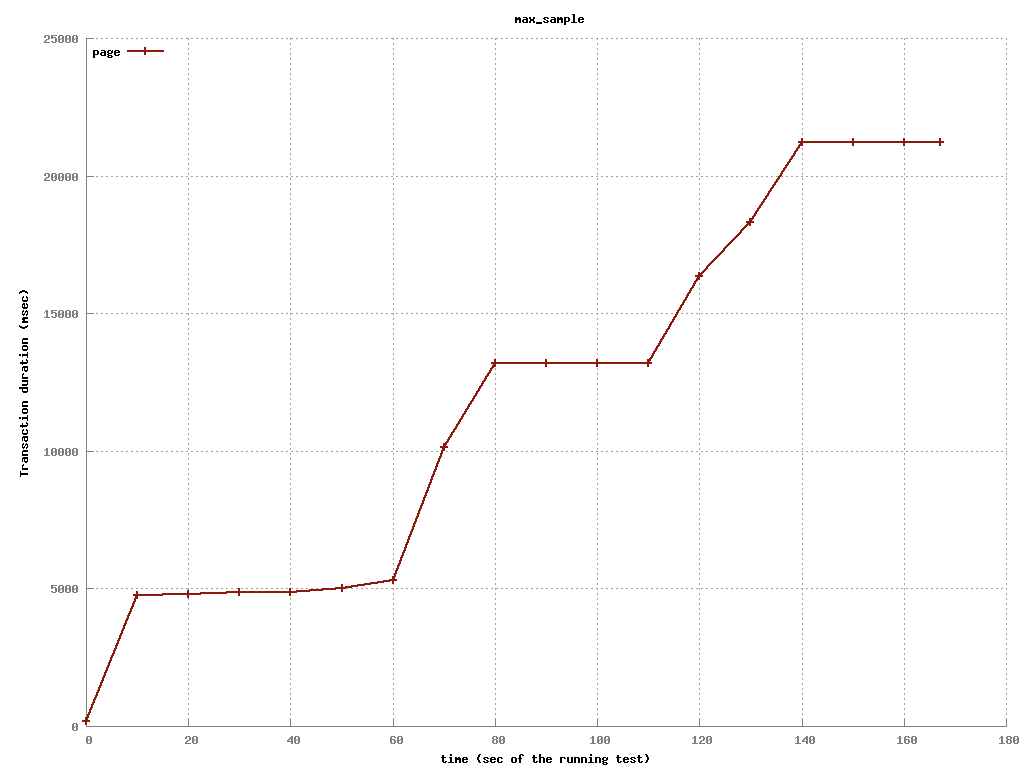 max_sample
25000
page
20000
15000
Transaction duration (msec)
10000
5000
0
0 20 40 60 80 100 120 140 160 180
time (sec of the running test)